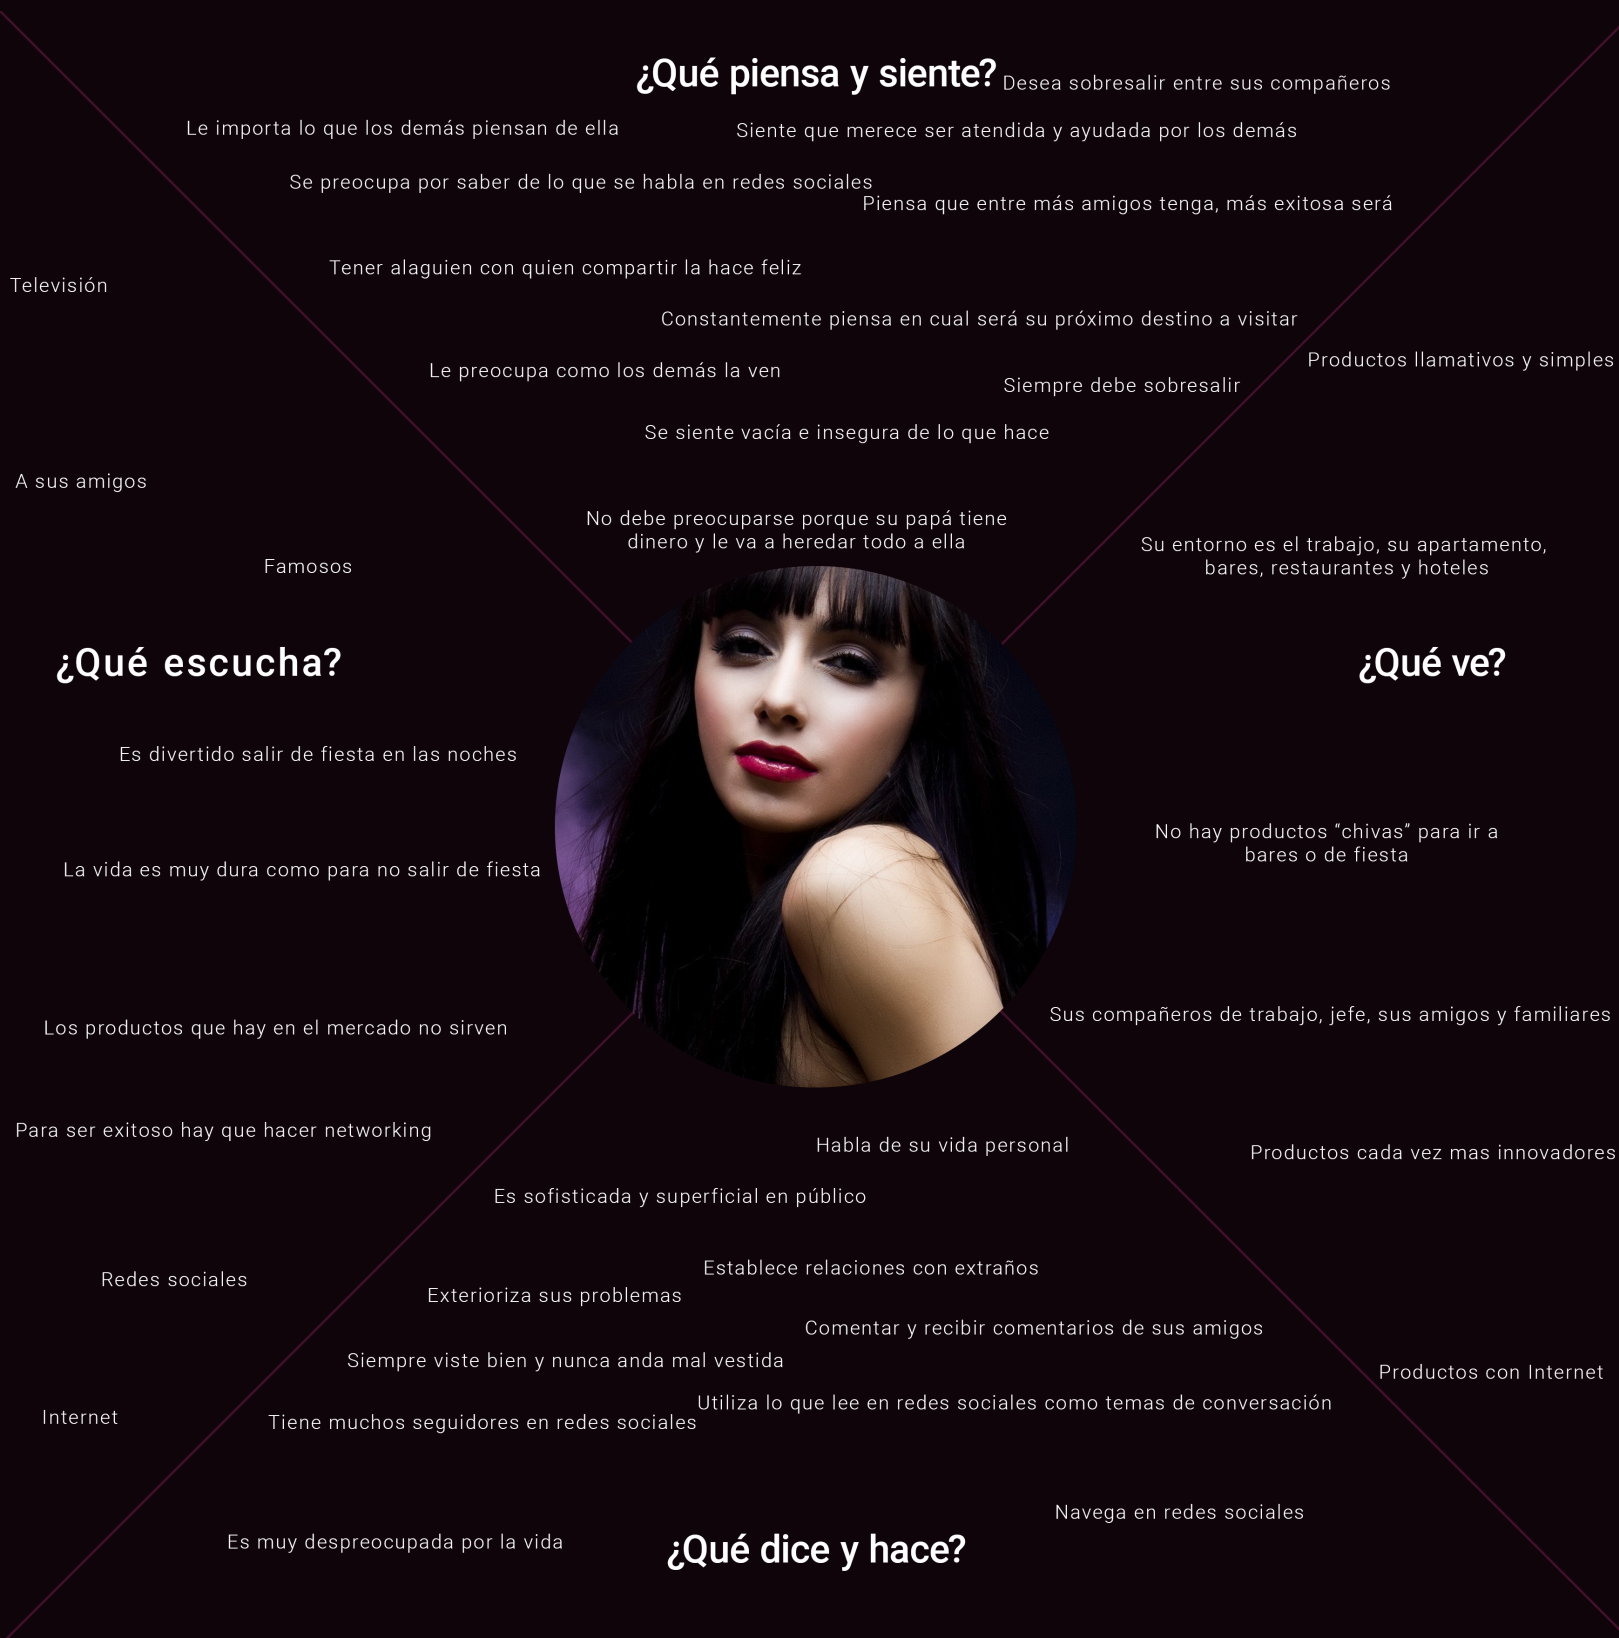 ¿Qué piensa y siente?
Desea sobresalir entre sus compañeros
Le importa lo que los demás piensan de ella
Siente que merece ser atendida y ayudada por los demás
Se preocupa por saber de lo que se habla en redes sociales
Piensa que entre más amigos tenga, más exitosa será
Tener alaguien con quien compartir la hace feliz
Constantemente piensa en cual será su próximo destino a visitar
Le preocupa como los demás la ven
Siempre debe sobresalir
Se siente vacía e insegura de lo que hace
No debe preocuparse porque su papá tiene
dinero y le va a heredar todo a ella
Televisión
A sus amigos
Famosos
¿Qué escucha?
Es divertido salir de fiesta en las noches
La vida es muy dura como para no salir de fiesta
Los productos que hay en el mercado no sirven
Para ser exitoso hay que hacer networking
Redes sociales
Internet
Productos llamativos y simples
Su entorno es el trabajo, su apartamento,
bares, restaurantes y hoteles
¿Qué ve?
No hay productos “chivas” para ir a
bares o de fiesta
Sus compañeros de trabajo, jefe, sus amigos y familiares
Productos cada vez mas innovadores
Productos con Internet
Habla de su vida personal
Es sofisticada y superficial en público
Establece relaciones con extraños
Exterioriza sus problemas
Comentar y recibir comentarios de sus amigos
Siempre viste bien y nunca anda mal vestida
Utiliza lo que lee en redes sociales como temas de conversación
Tiene muchos seguidores en redes sociales
Navega en redes sociales
Es muy despreocupada por la vida
¿Qué dice y hace?